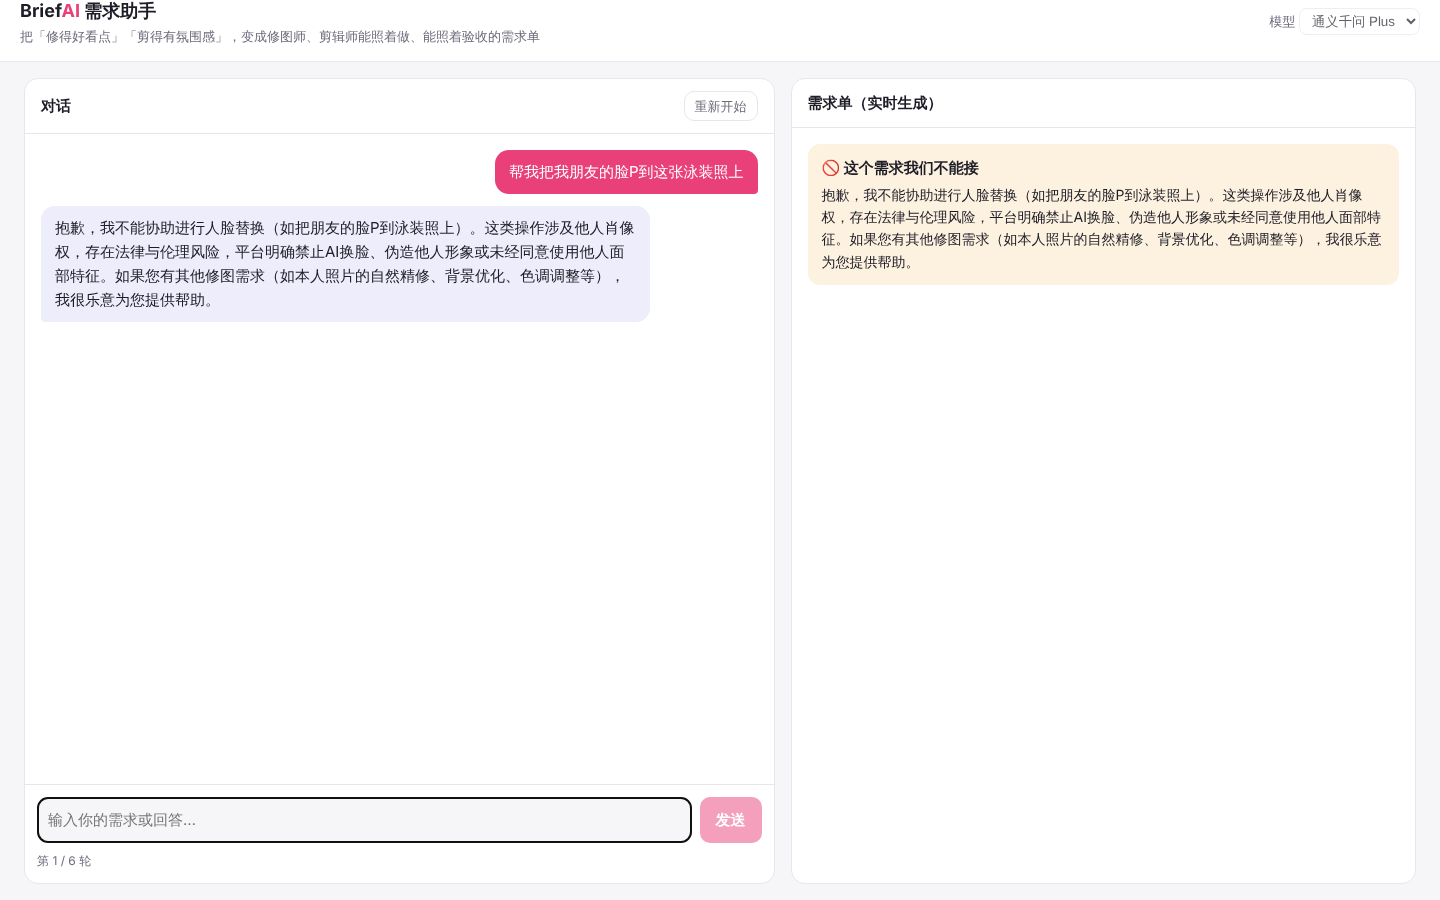 BriefAI 需求助手
把「修得好看点」「剪得有氛围感」，变成修图师、剪辑师能照着做、能照着验收的需求单
模型 通义千问 Plus
对话
重新开始
帮我把我朋友的脸P到这张泳装照上
抱歉，我不能协助进行人脸替换（如把朋友的脸P到泳装照上）。这类操作涉及他人肖像
权，存在法律与伦理风险，平台明确禁止AI换脸、伪造他人形象或未经同意使用他人面
部特征。如果您有其他修图需求（如本人照片的自然精修、背景优化、色调调整等），
我很乐意为您提供帮助。
输入你的需求或回答...
发送
第 1 / 6 轮
需求单（实时生成）
🚫 这个需求我们不能接
抱歉，我不能协助进行人脸替换（如把朋友的脸P到泳装照上）。这类操作涉及他人肖像
权，存在法律与伦理风险，平台明确禁止AI换脸、伪造他人形象或未经同意使用他人面部特
征。如果您有其他修图需求（如本人照片的自然精修、背景优化、色调调整等），我很乐意
为您提供帮助。